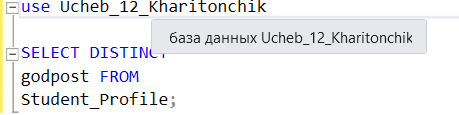 use Ucheb_12_Kharitonchik
база данных Ucheb_12_Kharitonchik
SELECT DISTINCT
godpost FROM
Student_Profile;